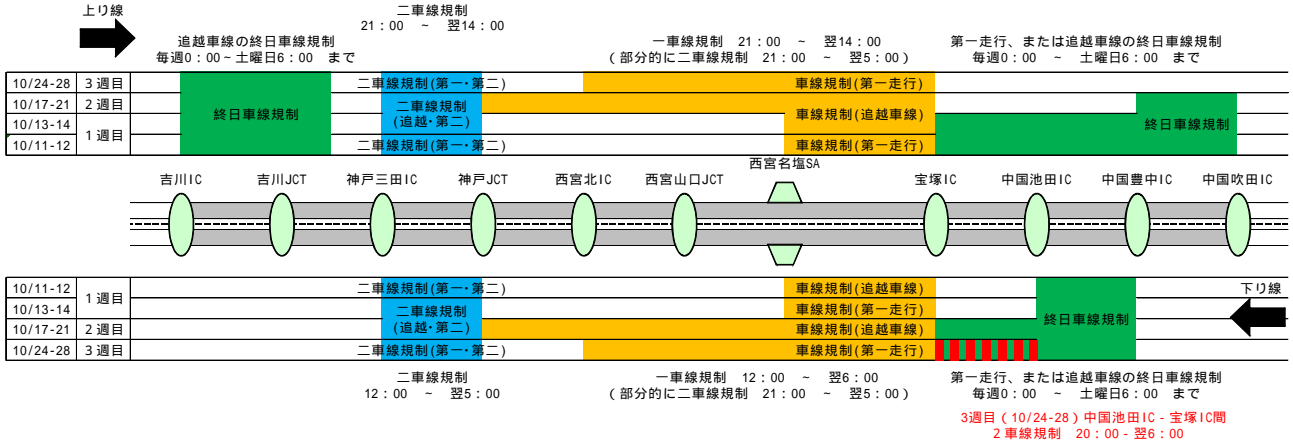 上り線
二車線規制
21：00 ～ 翌14：00
追越車線の終日車線規制
毎週0：00～土曜日6：00 まで
一車線規制 21：00 ～ 翌14：00
(部分的に二車線規制 21：00 ～ 翌5：00)
第一走行、または追越車線の終日車線規制
毎週0：00 ～ 土曜日6：00 まで
10/24-28 3週目 二車線規制(第一・第二) 車線規制(第一走行)
10/17-21 2週目 二車線規制 車線規制(追越車線)
10/13-14 1週目 終日車線規制 (追越・第二) 終日車線規制
10/11-12 二車線規制(第一・第二) 車線規制(第一走行)
西宮名塩SA
吉川IC 吉川JCT 神戸三田IC 神戸JCT 西宮北IC 西宮山口JCT 宝塚IC 中国池田IC 中国豊中IC 中国吹田IC
10/11-12 1週目 二車線規制(第一・第二) 車線規制(追越車線) 下り線
10/13-14 二車線規制 車線規制(第一走行) 終日車線規制
10/17-21 2週目 (追越・第二) 車線規制(追越車線)
10/24-28 3週目 二車線規制(第一・第二) 車線規制(第一走行)
二車線規制
12：00 ～ 翌5：00
一車線規制 12：00 ～ 翌6：00
(部分的に二車線規制 21：00 ～ 翌5：00)
第一走行、または追越車線の終日車線規制
毎週0：00 ～ 土曜日6：00 まで
3週目(10/24-28)中国池田IC-宝塚IC間
2車線規制 20：00-翌6：00